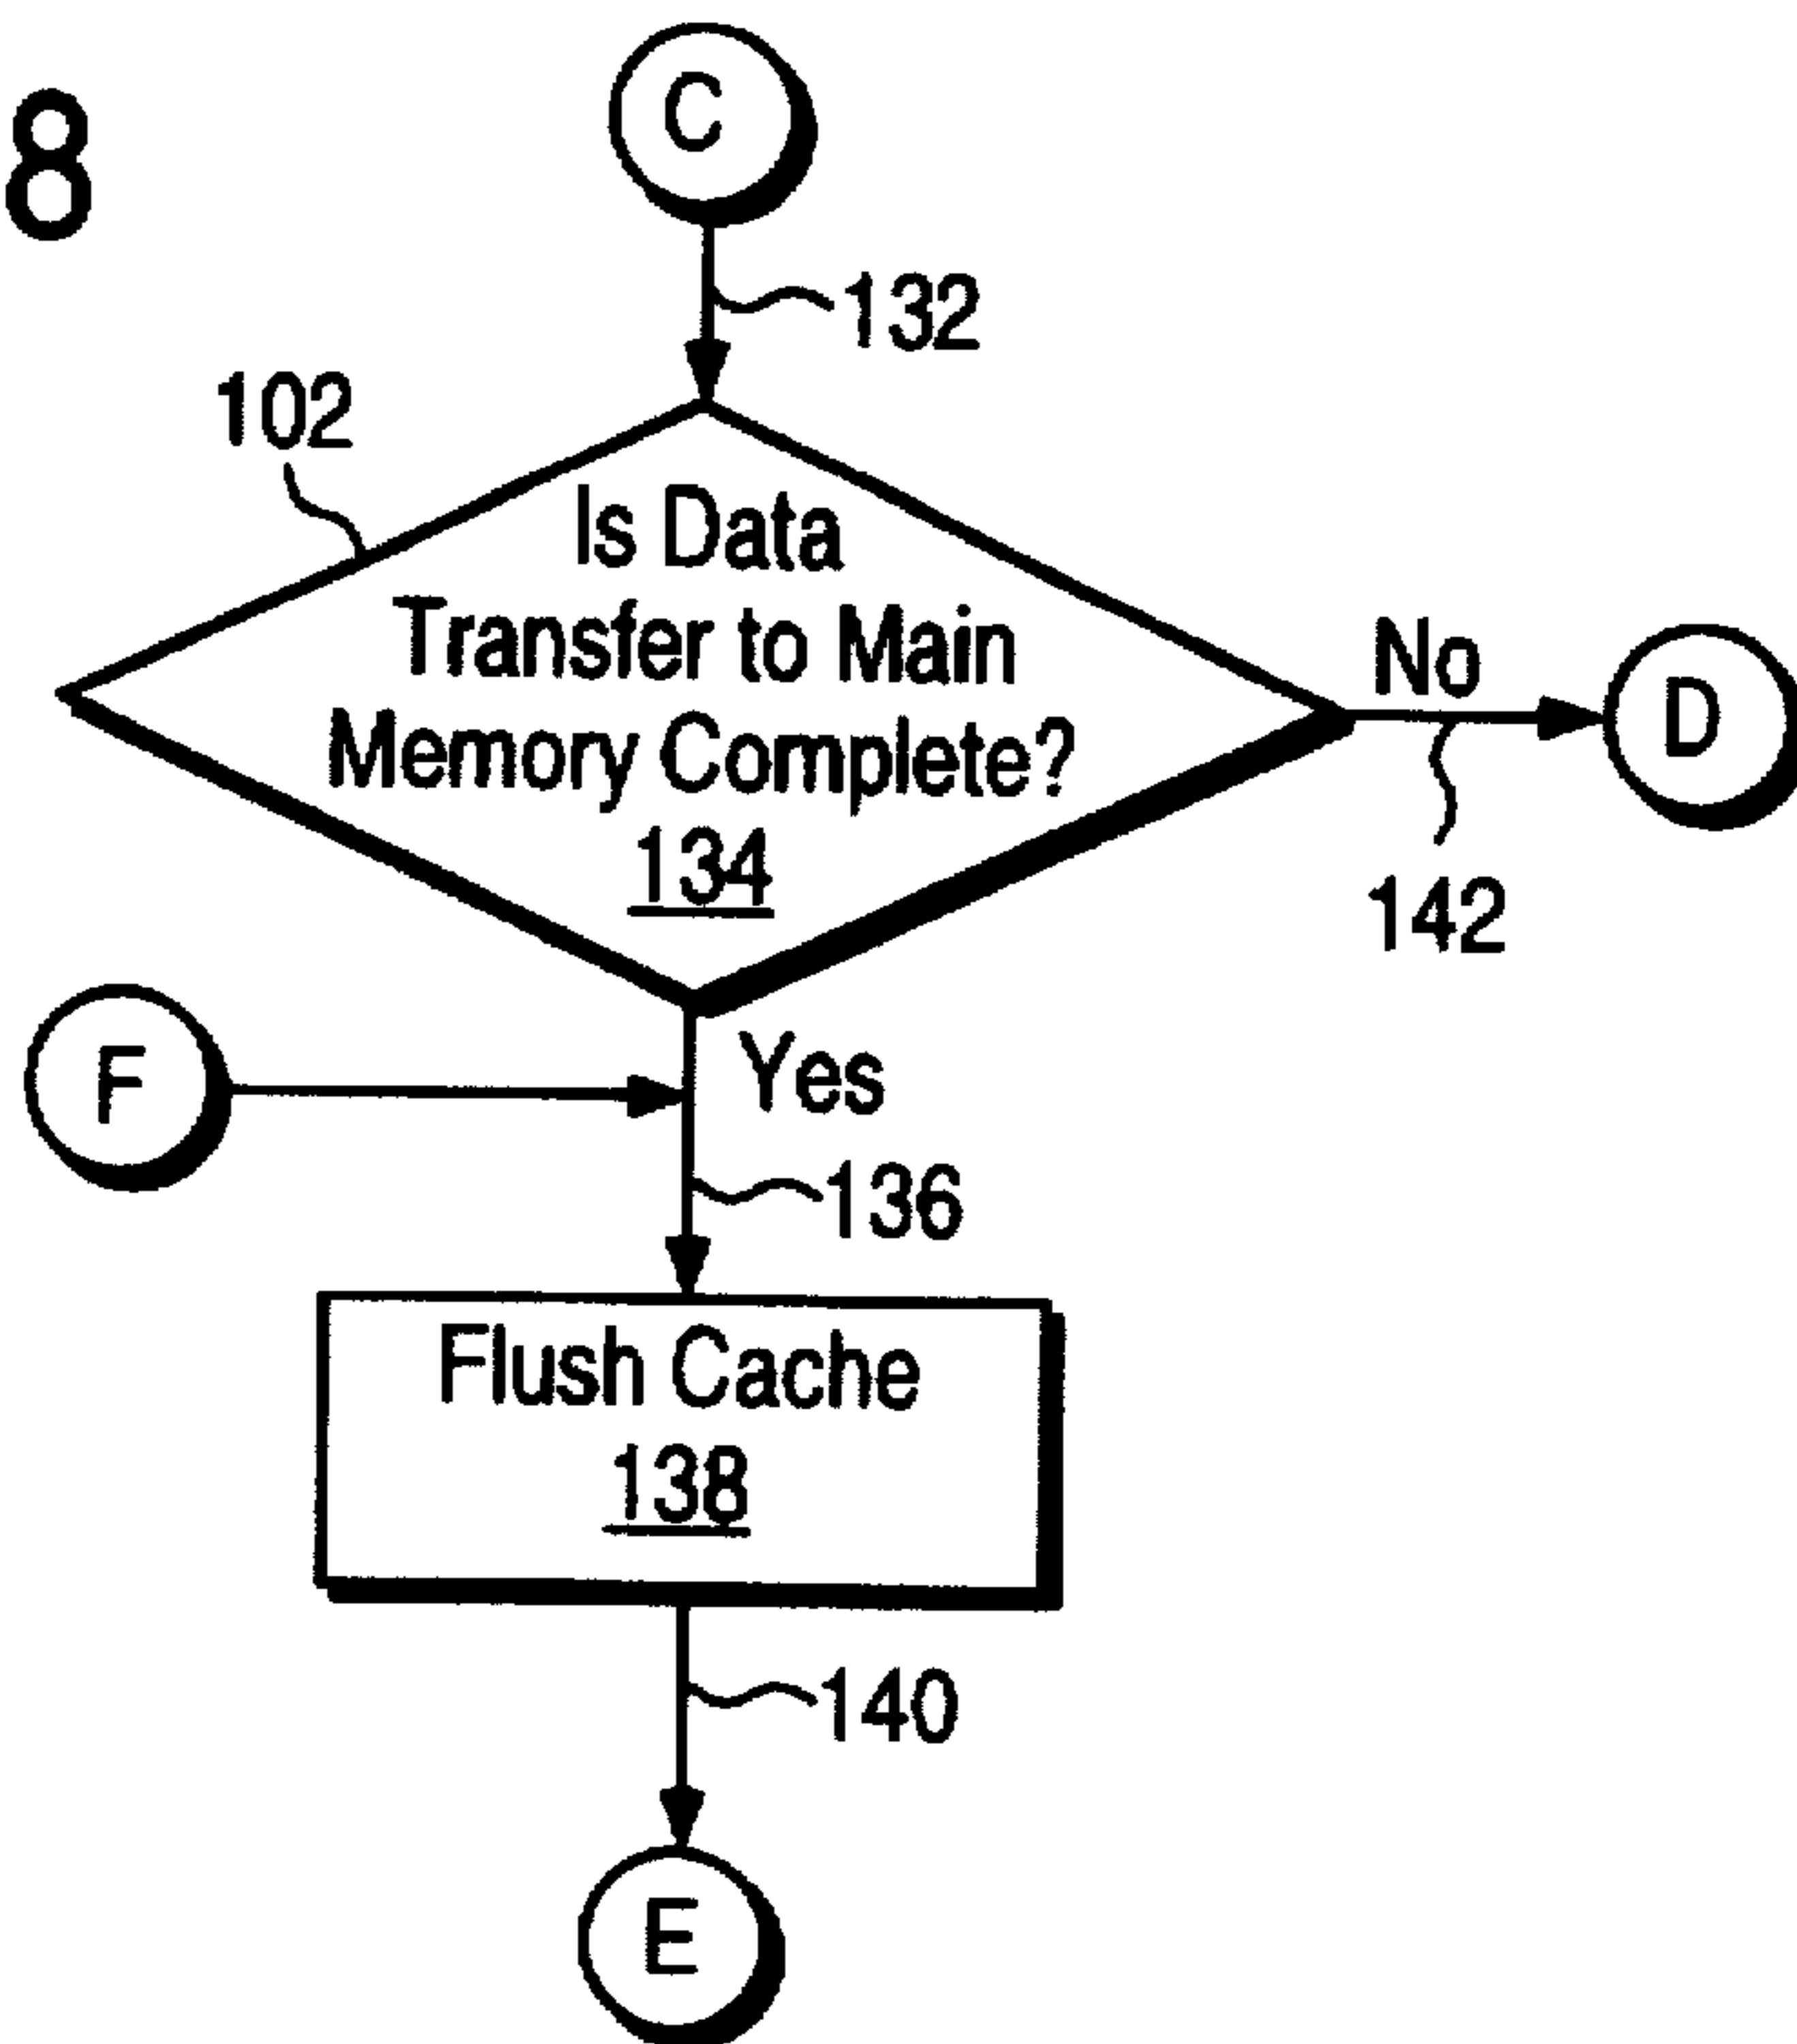 8
C
132
102
Is Data
Transfer to Main
Memory Complete?
134
No
D
142
F
Yes
136
Flush Cache
138
140
E